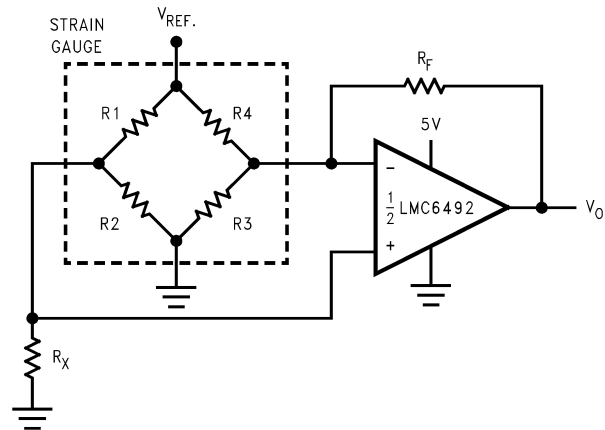 STRAIN
GAUGE
VREF.
R1
R4
R2
R3
RF
5V
−
1/2 LMC6492
+
VO
RX